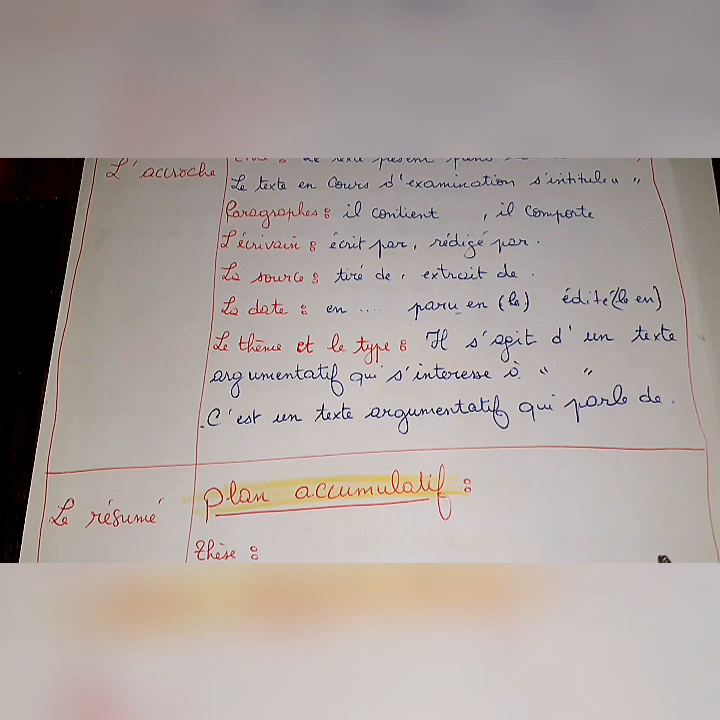 L'accroche
Le texte en Cours d'examination s'intitule " "
Paragraphes : il contient , il comporte
L'écrivain : écrit par, rédigé par.
La source : tiré de, extrait de.
La date : en .... paru en (le) édité (le en)
Le thème et le type : Il s'agit d'un texte
argumentatif qui s'interesse à " "
. C'est un texte argumentatif qui parle de.
Le résumé
plan accumulatif :
thèse :